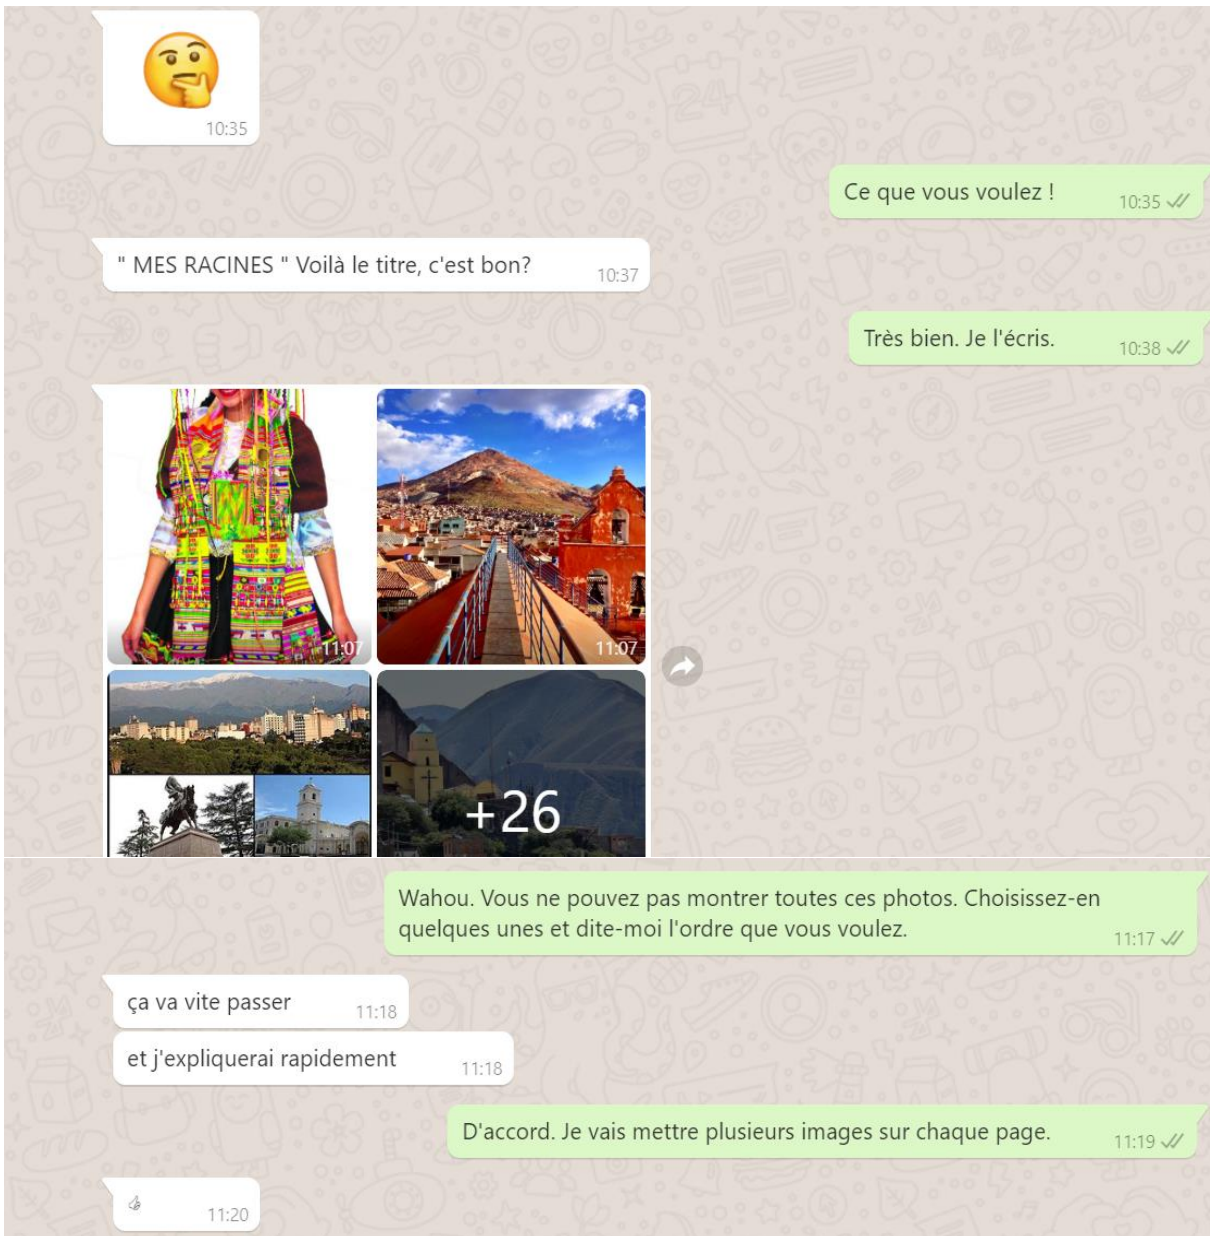 10:35
Ce que vous voulez !
10:35
" MES RACINES " Voilà le titre, c'est bon?
10:37
Très bien. Je l'écris.
10:38
11:07
11:07
+26
Wahou. Vous ne pouvez pas montrer toutes ces photos. Choisissez-en
quelques unes et dite-moi l'ordre que vous voulez.
11:17
ça va vite passer
11:18
et j'expliquerai rapidement
11:18
D'accord. Je vais mettre plusieurs images sur chaque page.
11:19
11:20